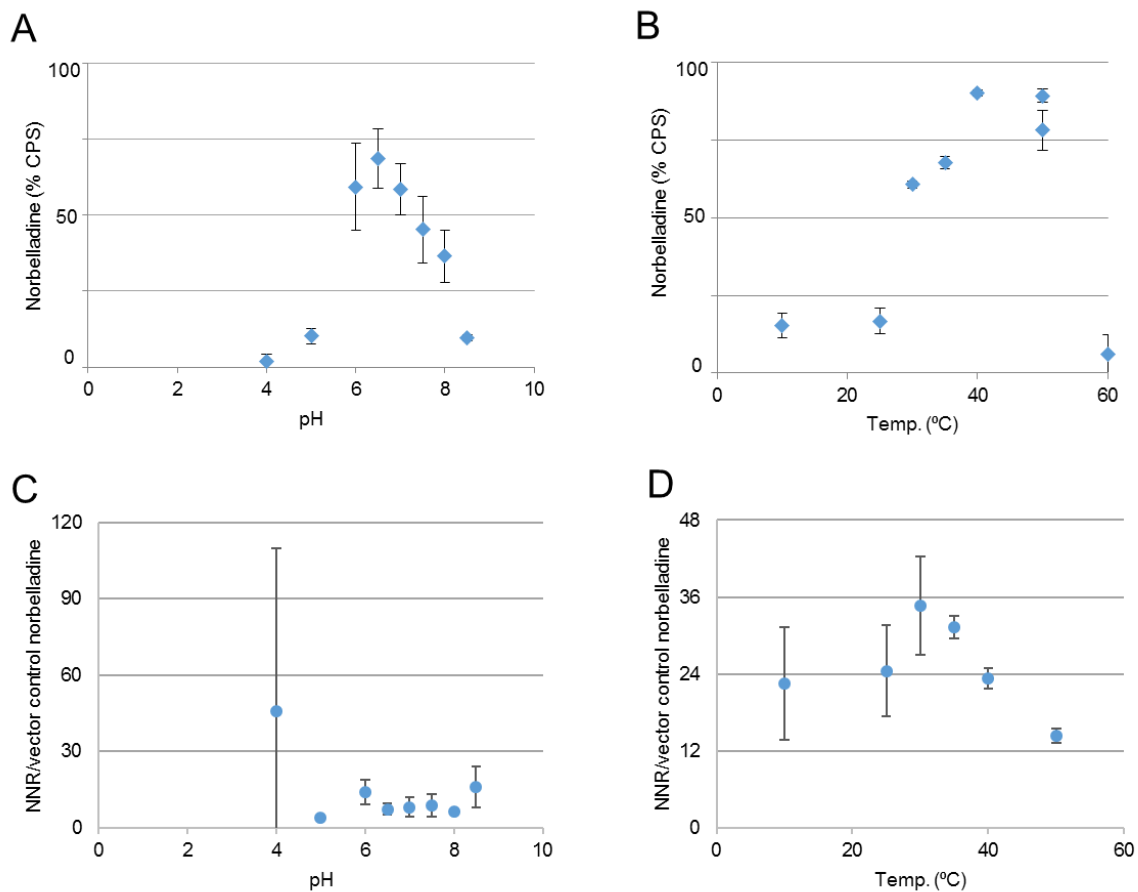 A
100
50
0
Norbelladine (% CPS)
0 2 4 6 8 10
pH
B
100
50
0
Norbelladine (% CPS)
0 20 40 60
Temp. (ºC)
C
120
90
60
30
0
NNR/vector control norbelladine
0 2 4 6 8 10
pH
D
48
36
24
12
0
NNR/vector control norbelladine
0 20 40 60
Temp. (ºC)